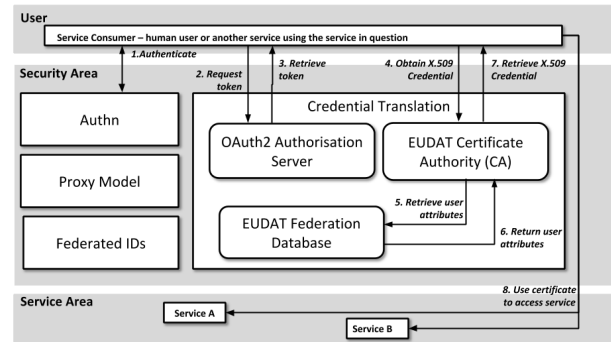 User
Service Consumer – human user or another service using the service in question
1.Authenticate
2. Request
token
3. Retrieve
token
4. Obtain X.509
Credential
7. Retrieve X.509
Credential
Security Area
Authn
Proxy Model
Federated IDs
Credential Translation
OAuth2 Authorisation
Server
EUDAT Certificate
Authority (CA)
5. Retrieve user
attributes
EUDAT Federation
Database
6. Return user
attributes
8. Use certificate
to access service
Service Area
Service A
Service B